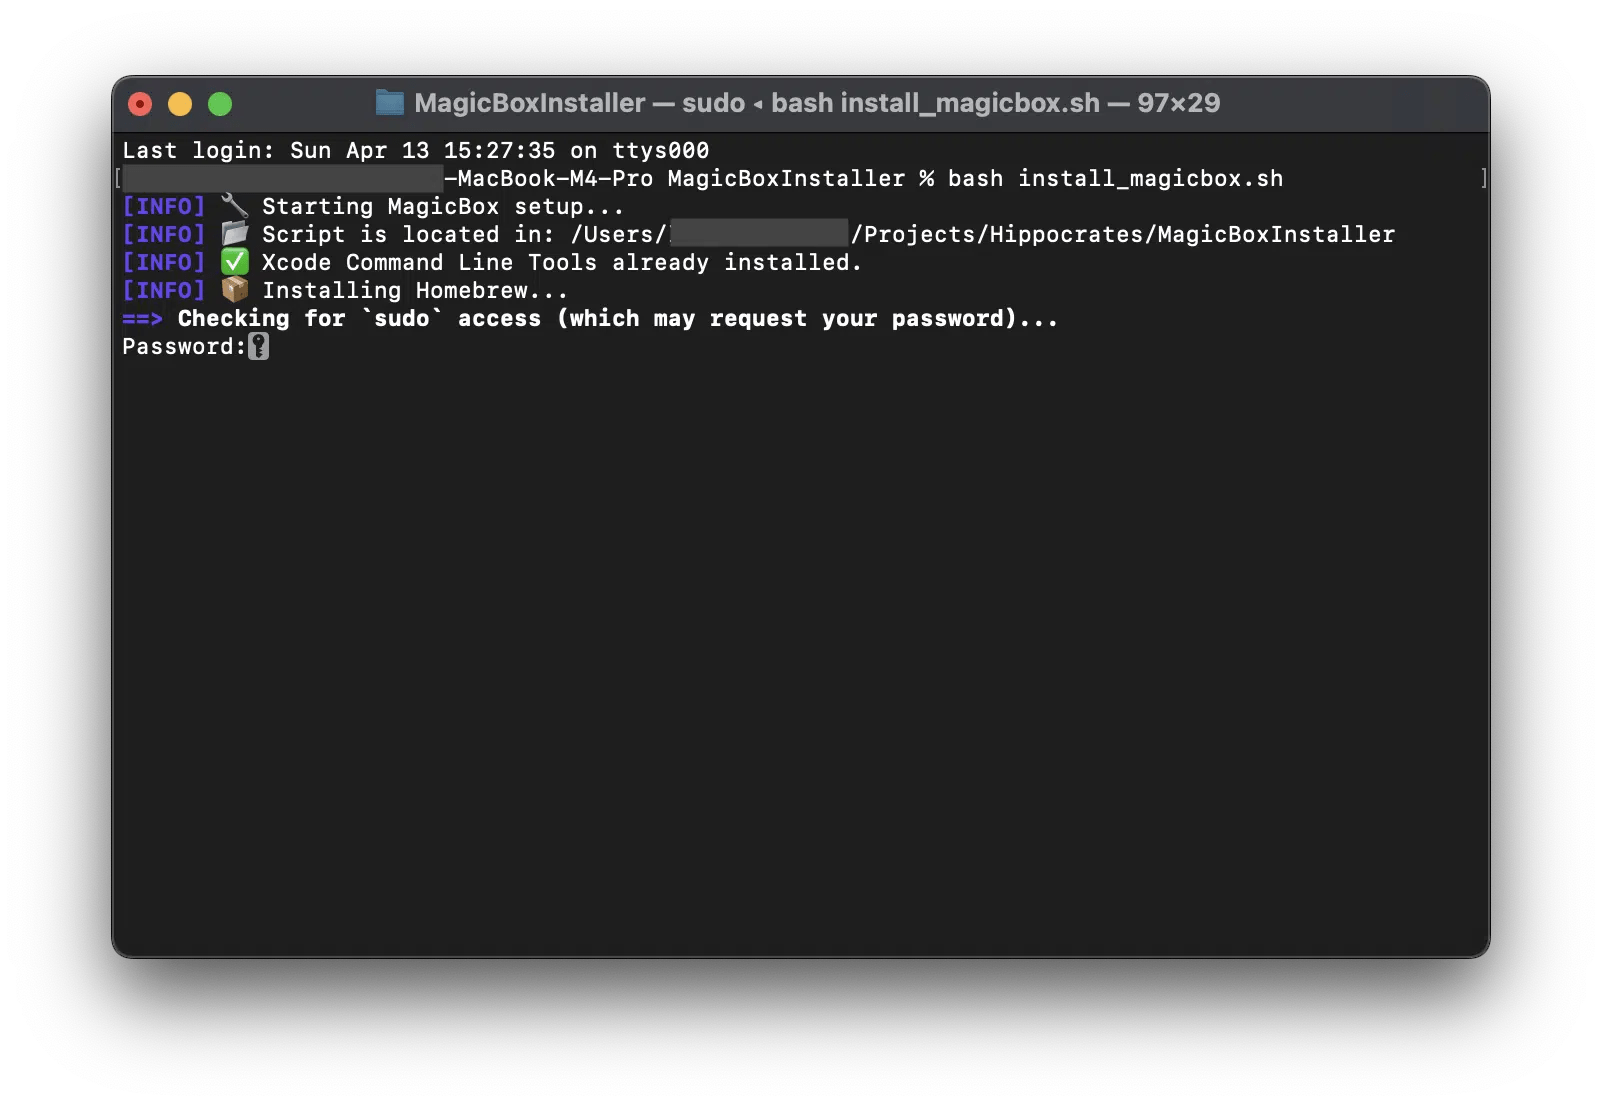 MagicBoxInstaller — sudo ◂ bash install_magicbox.sh — 97×29
Last login: Sun Apr 13 15:27:35 on ttys000
[-MacBook-M4-Pro MagicBoxInstaller % bash install_magicbox.sh ]
[INFO] 🔧 Starting MagicBox setup...
[INFO] 📂 Script is located in: /Users/ /Projects/Hippocrates/MagicBoxInstaller
[INFO] ✅ Xcode Command Line Tools already installed.
[INFO] 📦 Installing Homebrew...
==> Checking for `sudo` access (which may request your password)...
Password: